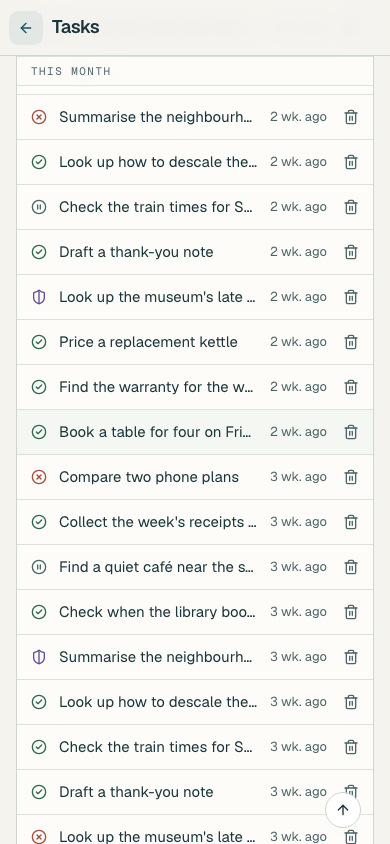 Tasks
THIS MONTH
Summarise the neighbourh... 2 wk. ago
Look up how to descale the... 2 wk. ago
Check the train times for S... 2 wk. ago
Draft a thank-you note 2 wk. ago
Look up the museum's late ... 2 wk. ago
Price a replacement kettle 2 wk. ago
Find the warranty for the w... 2 wk. ago
Book a table for four on Fri... 2 wk. ago
Compare two phone plans 3 wk. ago
Collect the week's receipts ... 3 wk. ago
Find a quiet café near the s... 3 wk. ago
Check when the library boo... 3 wk. ago
Summarise the neighbourh... 3 wk. ago
Look up how to descale the... 3 wk. ago
Check the train times for S... 3 wk. ago
Draft a thank-you note 3 wk. ago
Look up the museum's late ... 3 wk. ago